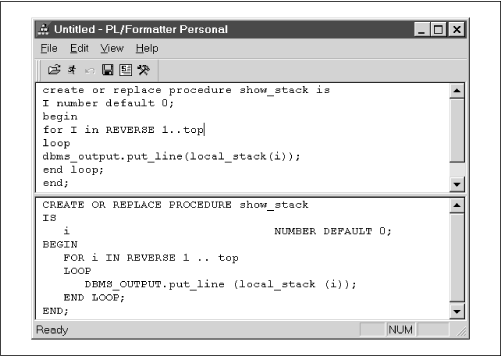 Untitled - PL/Formatter Personal
File Edit View Help
create or replace procedure show_stack is
I number default 0;
begin
for I in REVERSE 1..top
loop
dbms_output.put_line(local_stack(i));
end loop;
end;
CREATE OR REPLACE PROCEDURE show_stack
IS
   i                          NUMBER DEFAULT 0;
BEGIN
   FOR i IN REVERSE 1 .. top
   LOOP
      DBMS_OUTPUT.put_line (local_stack (i));
   END LOOP;
END;
Ready NUM